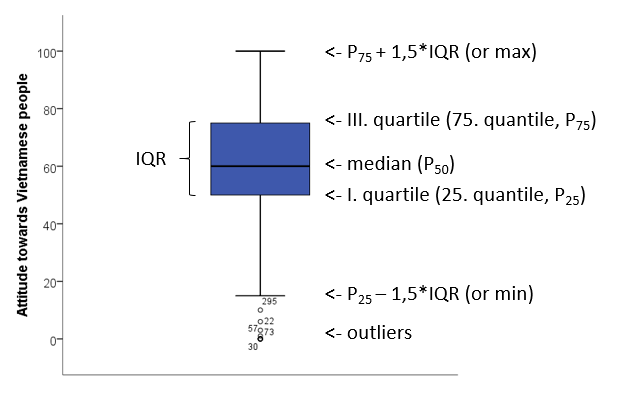 Attitude towards Vietnamese people
100
80
60
40
20
0
IQR
295
22
57
73
30
<- P75 + 1,5*IQR (or max)
<- III. quartile (75. quantile, P75)
<- median (P50)
<- I. quartile (25. quantile, P25)
<- P25 – 1,5*IQR (or min)
<- outliers